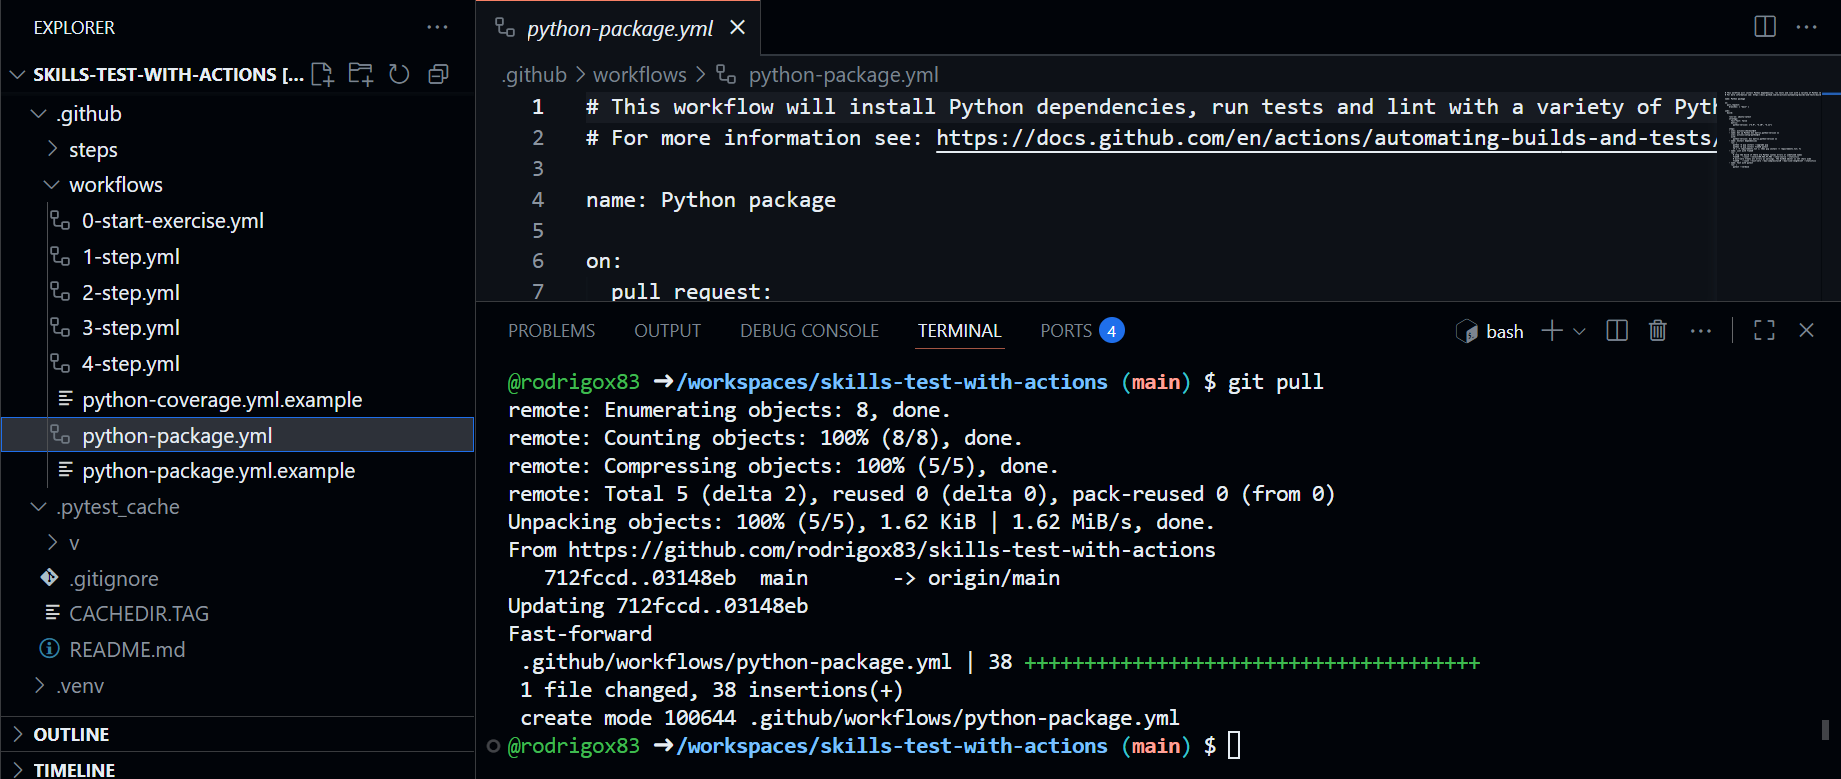 EXPLORER
SKILLS-TEST-WITH-ACTIONS [...
.github
steps
workflows
0-start-exercise.yml
1-step.yml
2-step.yml
3-step.yml
4-step.yml
python-coverage.yml.example
python-package.yml
python-package.yml.example
.pytest_cache
v
.gitignore
CACHEDIR.TAG
README.md
.venv
OUTLINE
TIMELINE
python-package.yml
.github > workflows > python-package.yml
1 # This workflow will install Python dependencies, run tests and lint with a variety of Pyth
2 # For more information see: https://docs.github.com/en/actions/automating-builds-and-tests/
3
4 name: Python package
5
6 on:
7 pull_request:
PROBLEMS OUTPUT DEBUG CONSOLE TERMINAL PORTS 4
bash
@rodrigox83 ➜/workspaces/skills-test-with-actions (main) $ git pull
remote: Enumerating objects: 8, done.
remote: Counting objects: 100% (8/8), done.
remote: Compressing objects: 100% (5/5), done.
remote: Total 5 (delta 2), reused 0 (delta 0), pack-reused 0 (from 0)
Unpacking objects: 100% (5/5), 1.62 KiB | 1.62 MiB/s, done.
From https://github.com/rodrigox83/skills-test-with-actions
712fccd..03148eb main -> origin/main
Updating 712fccd..03148eb
Fast-forward
.github/workflows/python-package.yml | 38 ++++++++++++++++++++++++++++++++++++++
1 file changed, 38 insertions(+)
create mode 100644 .github/workflows/python-package.yml
@rodrigox83 ➜/workspaces/skills-test-with-actions (main) $